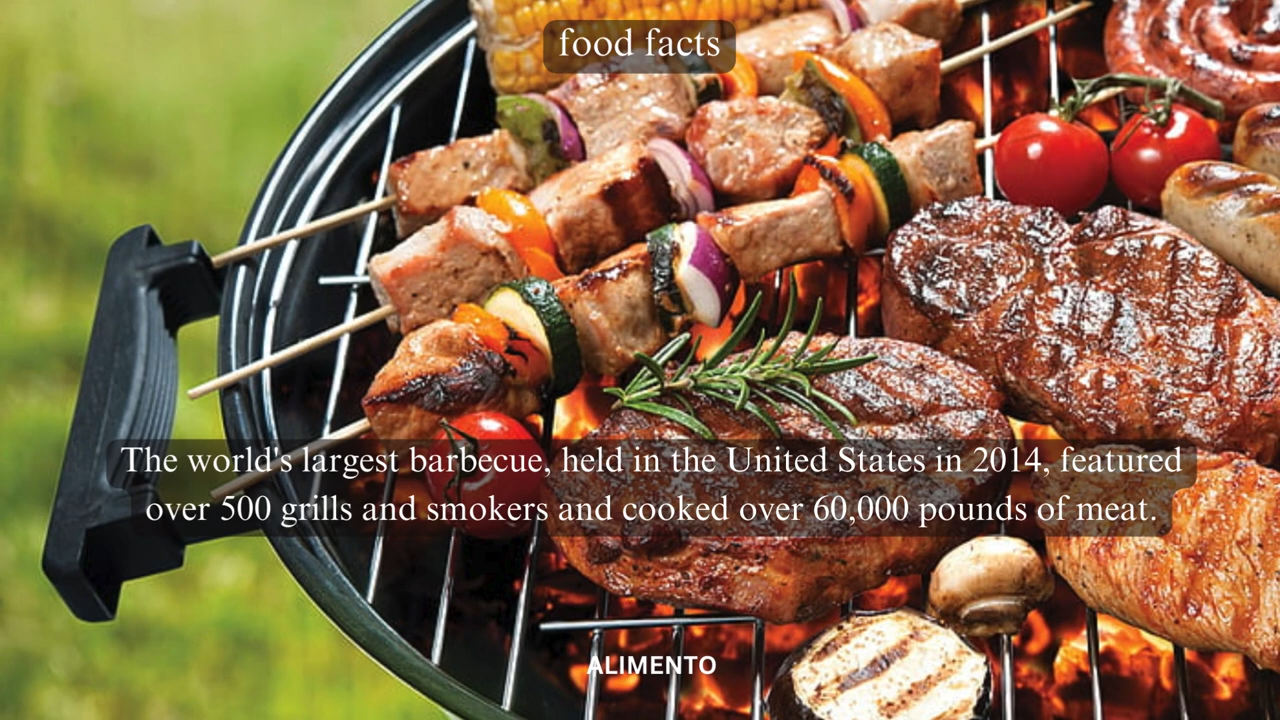 food facts
The world's largest barbecue, held in the United States in 2014, featured
over 500 grills and smokers and cooked over 60,000 pounds of meat.
ALIMENTO